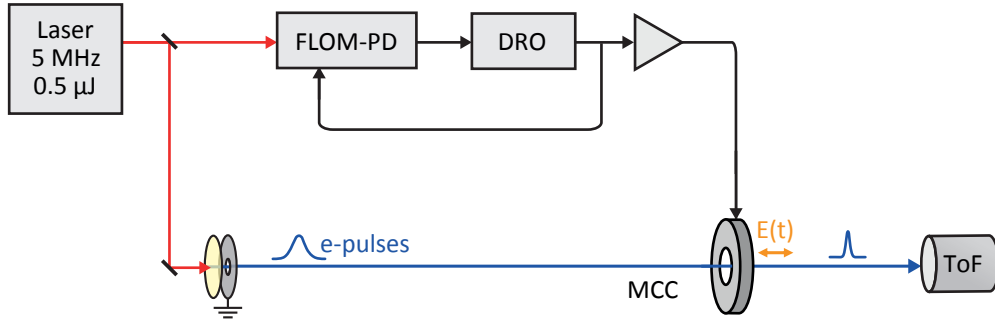 Laser
5 MHz
0.5 µJ
FLOM-PD
DRO
e-pulses
E(t)
MCC
ToF